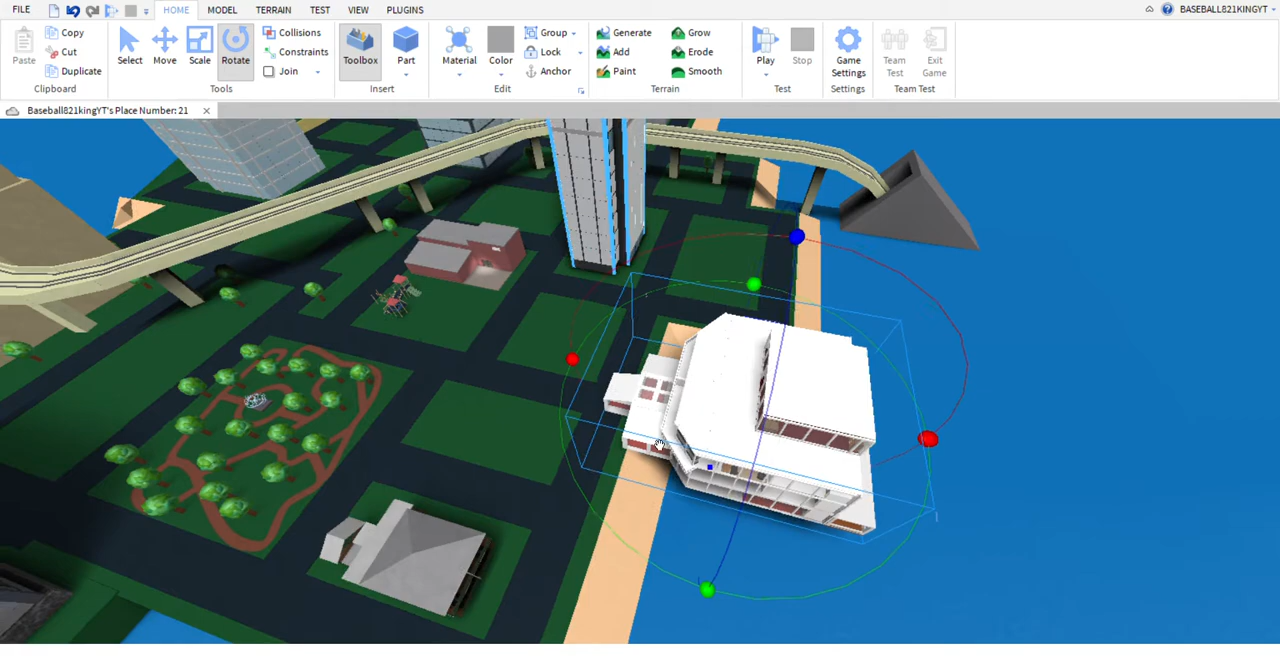 FILE HOME MODEL TERRAIN TEST VIEW PLUGINS BASEBALL821KINGYT
Paste
Copy
Cut
Duplicate
Clipboard
Select Move Scale Rotate
Collisions
Constraints
Join
Tools
Toolbox Part
Insert
Material Color
Group
Lock
Anchor
Edit
Generate Grow
Add Erode
Paint Smooth
Terrain
Play Stop
Test
Game
Settings
Settings
Team
Test
Exit
Game
Team Test
Baseball821kingYT's Place Number: 21